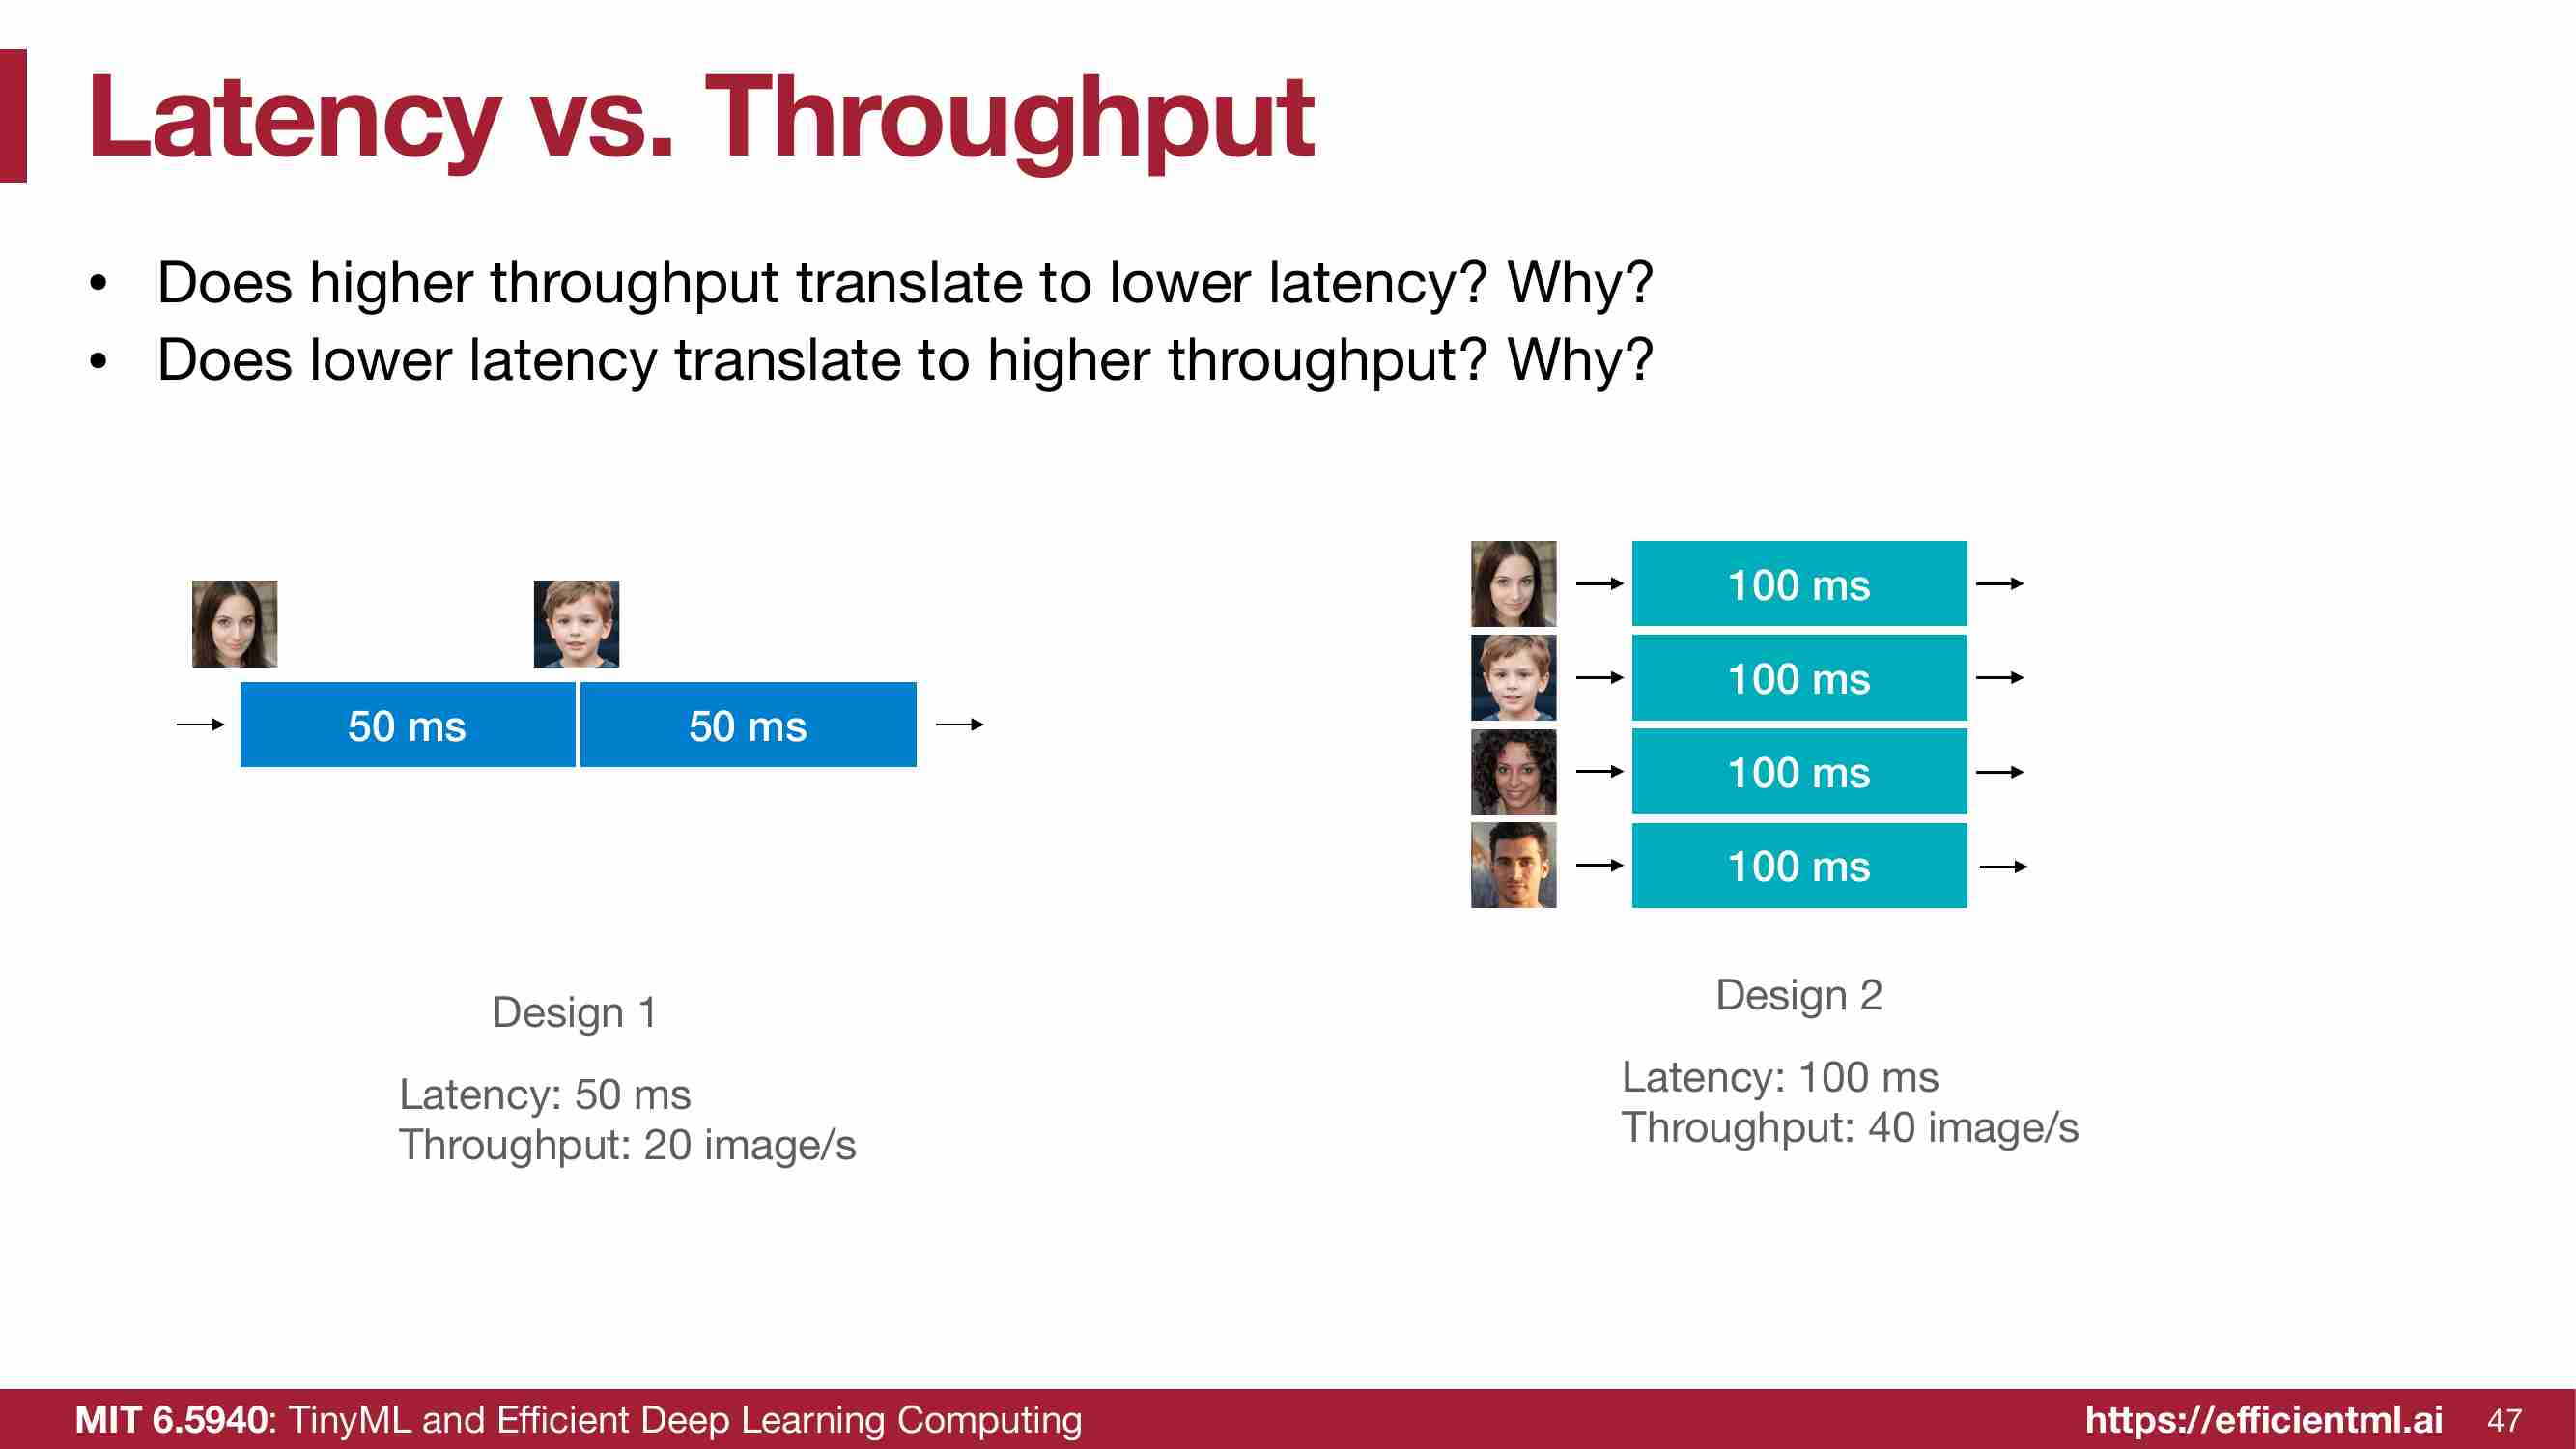 Latency vs. Throughput
• Does higher throughput translate to lower latency? Why?
• Does lower latency translate to higher throughput? Why?
50 ms
50 ms
Design 1
Latency: 50 ms
Throughput: 20 image/s
100 ms
100 ms
100 ms
100 ms
Design 2
Latency: 100 ms
Throughput: 40 image/s
MIT 6.5940: TinyML and Efficient Deep Learning Computing
https://efficientml.ai
47